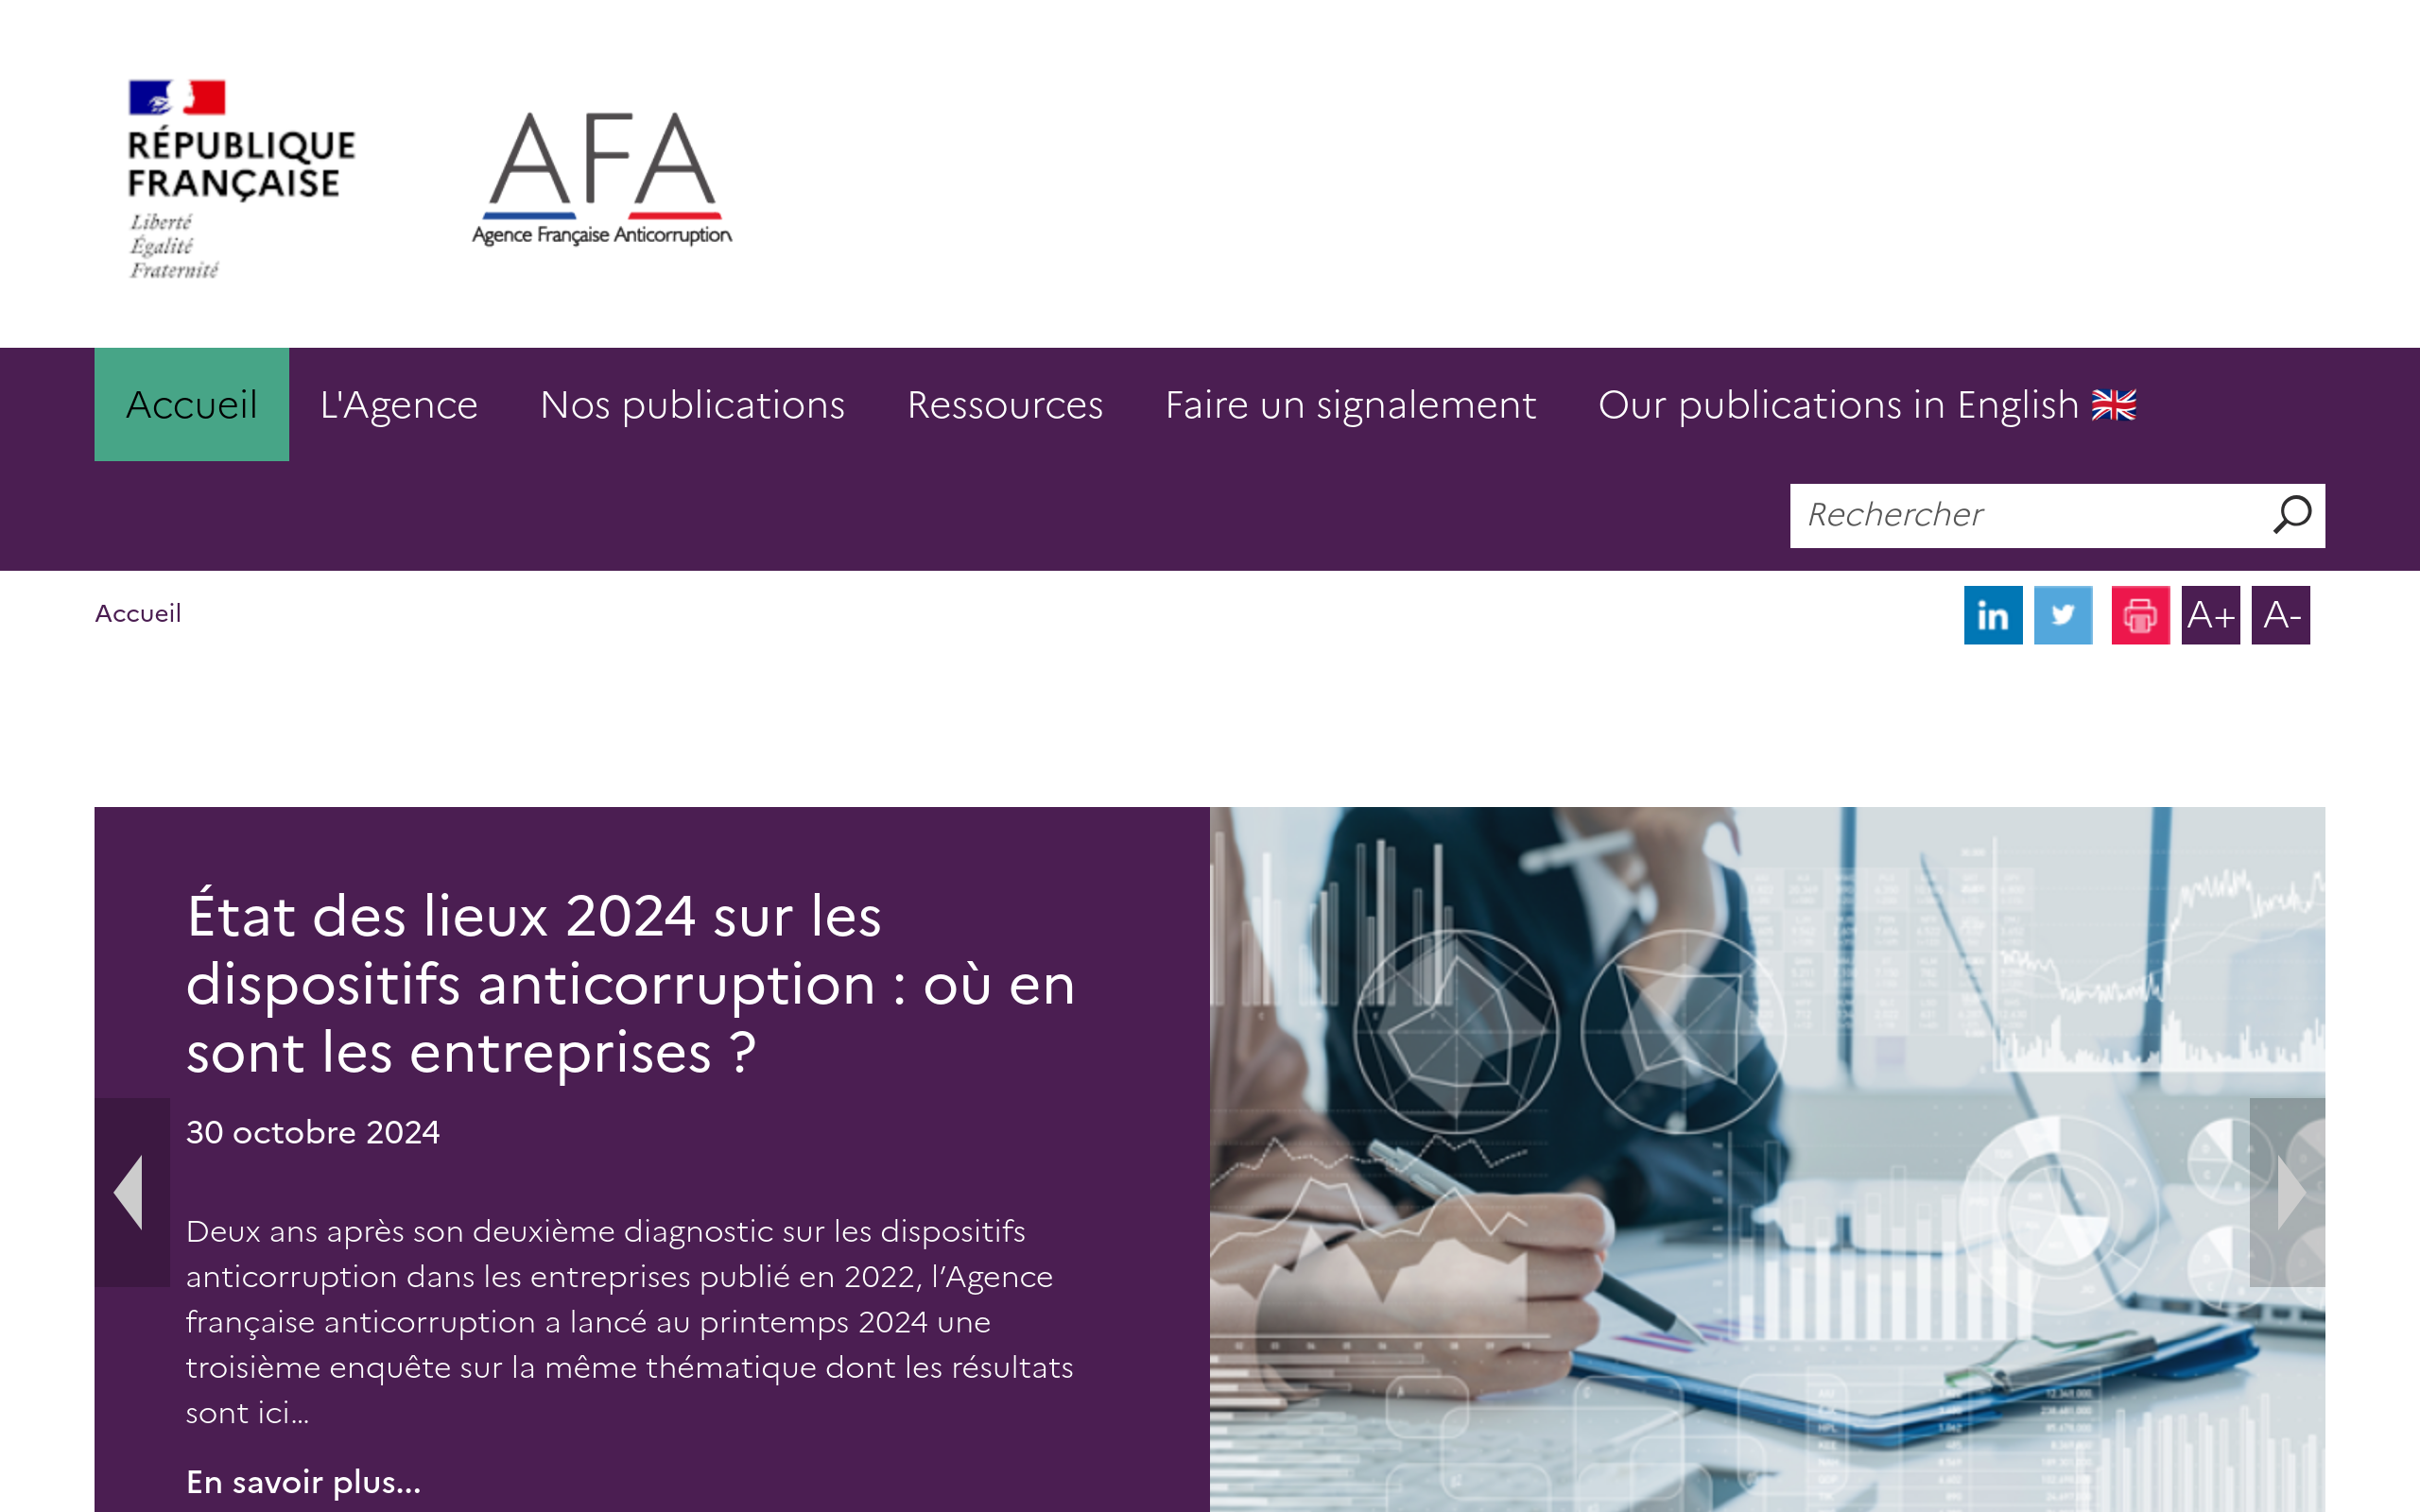 RÉPUBLIQUE
FRANÇAISE
Liberté
Égalité
Fraternité
AFA
Agence Française Anticorruption
Accueil
L'Agence
Nos publications
Ressources
Faire un signalement
Our publications in English 🇬🇧
Rechercher
Accueil
in
A+
A-
État des lieux 2024 sur les
dispositifs anticorruption : où en
sont les entreprises ?
30 octobre 2024
Deux ans après son deuxième diagnostic sur les dispositifs
anticorruption dans les entreprises publié en 2022, l’Agence
française anticorruption a lancé au printemps 2024 une
troisième enquête sur la même thématique dont les résultats
sont ici...
En savoir plus...